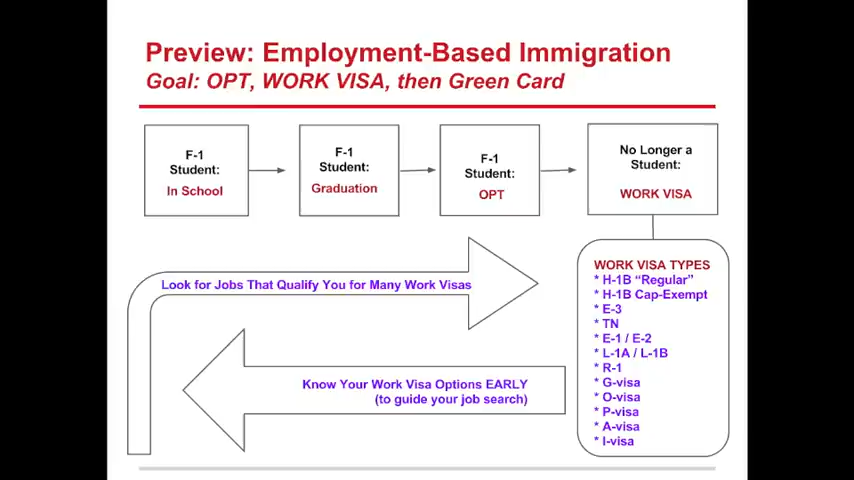 Preview: Employment-Based Immigration
Goal: OPT, WORK VISA, then Green Card
F-1
Student:
In School
F-1
Student:
Graduation
F-1
Student:
OPT
No Longer a
Student:
WORK VISA
Look for Jobs That Qualify You for Many Work Visas
Know Your Work Visa Options EARLY
(to guide your job search)
WORK VISA TYPES
* H-1B “Regular”
* H-1B Cap-Exempt
* E-3
* TN
* E-1 / E-2
* L-1A / L-1B
* R-1
* G-visa
* O-visa
* P-visa
* A-visa
* I-visa